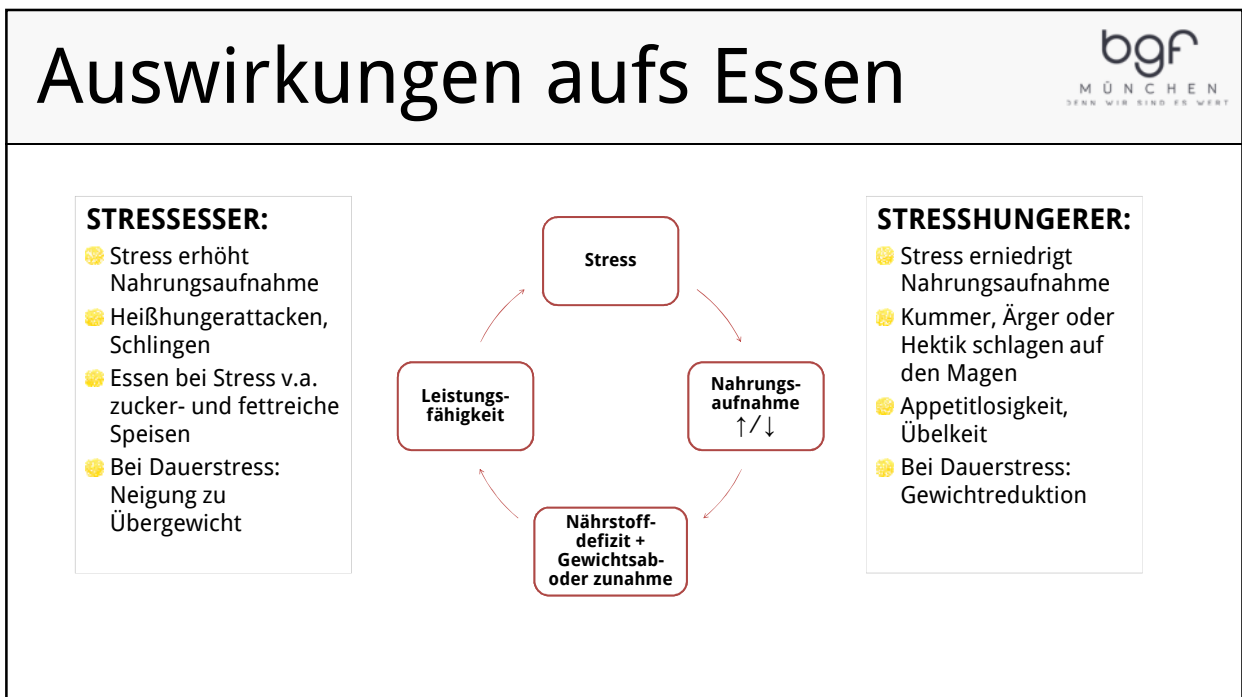 Auswirkungen aufs Essen
bgf
MÜNCHEN
DENN WIR SIND ES WERT
STRESSESSER:
Stress erhöht
Nahrungsaufnahme
Heißhungerattacken,
Schlingen
Essen bei Stress v.a.
zucker- und fettreiche
Speisen
Bei Dauerstress:
Neigung zu
Übergewicht
Stress
Nahrungs-
aufnahme
↑/↓
Nährstoff-
defizit +
Gewichtsab-
oder zunahme
Leistungs-
fähigkeit
STRESSHUNGERER:
Stress erniedrigt
Nahrungsaufnahme
Kummer, Ärger oder
Hektik schlagen auf
den Magen
Appetitlosigkeit,
Übelkeit
Bei Dauerstress:
Gewichtreduktion